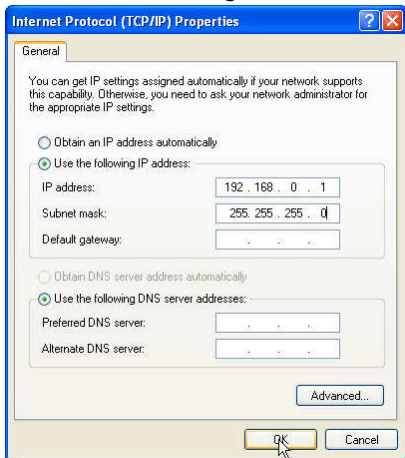 Internet Protocol (TCP/IP) Properties
General
You can get IP settings assigned automatically if your network supports
this capability. Otherwise, you need to ask your network administrator for
the appropriate IP settings.
Obtain an IP address automatically
Use the following IP address:
IP address: 192 . 168 . 0 . 1
Subnet mask: 255 . 255 . 255 . 0
Default gateway: . . .
Obtain DNS server address automatically
Use the following DNS server addresses:
Preferred DNS server: . . .
Alternate DNS server: . . .
Advanced...
OK Cancel